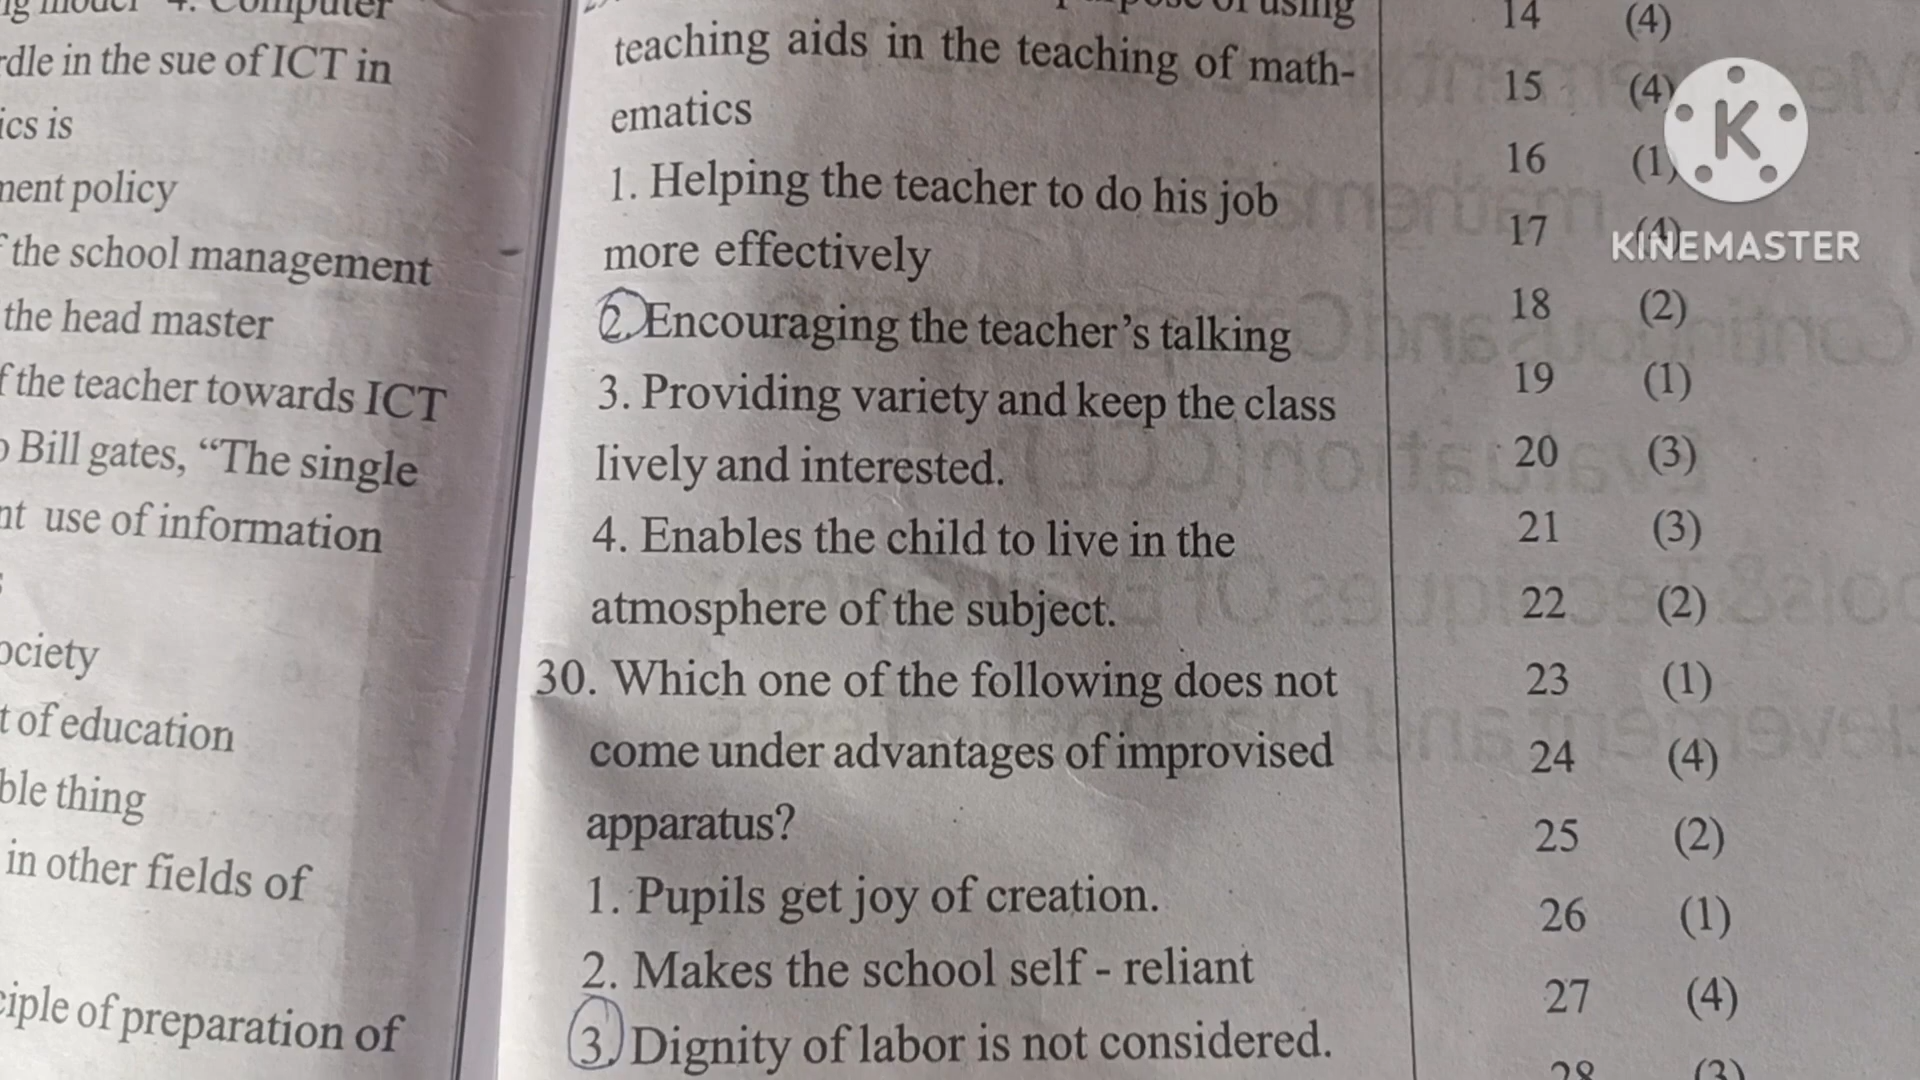 4. Computer
in the sue of ICT in
is
policy
the school management
the head master
the teacher towards ICT
Bill gates, “The single
use of information
of education
thing
in other fields of
of preparation of
of using
teaching aids in the teaching of math-
ematics
1. Helping the teacher to do his job
more effectively
2. Encouraging the teacher’s talking
3. Providing variety and keep the class
lively and interested.
4. Enables the child to live in the
atmosphere of the subject.
30. Which one of the following does not
come under advantages of improvised
apparatus?
1. Pupils get joy of creation.
2. Makes the school self - reliant
3. Dignity of labor is not considered.
14 (4)
15 (4)
16 (1)
17 (4)
18 (2)
19 (1)
20 (3)
21 (3)
22 (2)
23 (1)
24 (4)
25 (2)
26 (1)
27 (4)
28 (3)
K
KINEMASTER